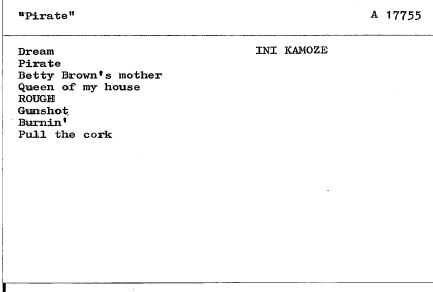 "Pirate" A 17755
Dream INI KAMOZE
Pirate
Betty Brown's mother
Queen of my house
ROUGH
Gunshot
Burnin'
Pull the cork